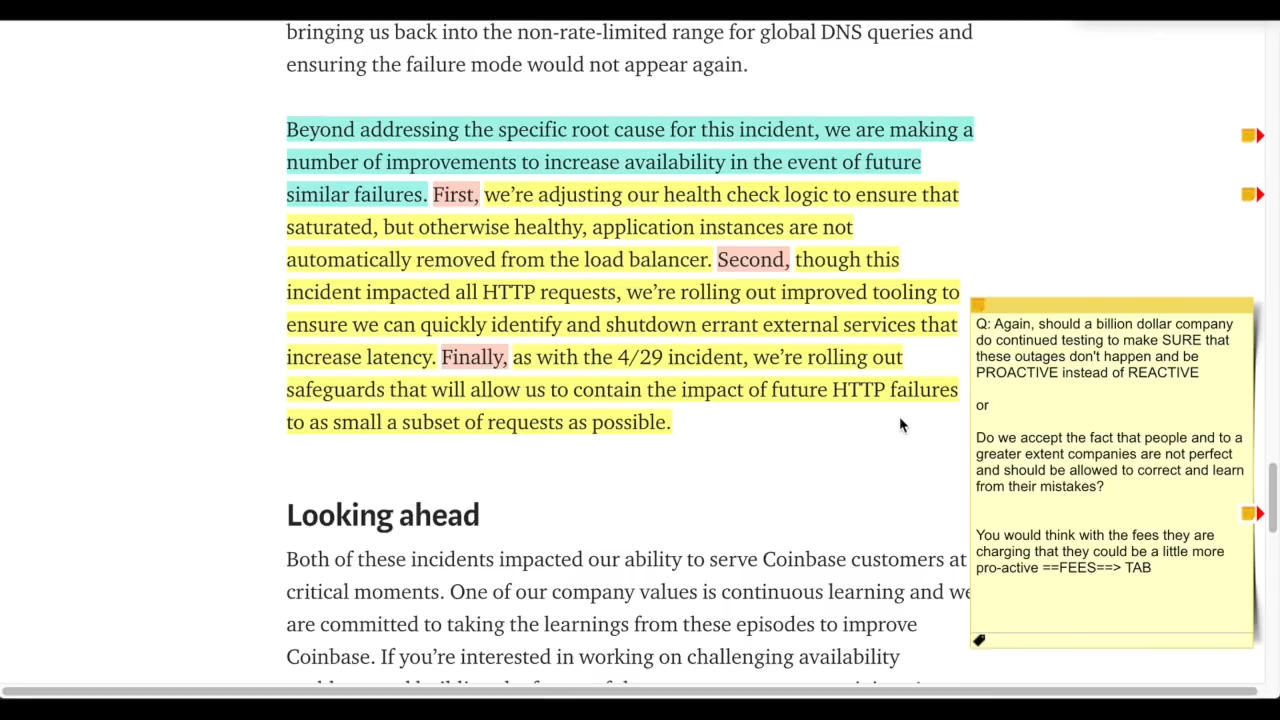 bringing us back into the non-rate-limited range for global DNS queries and
ensuring the failure mode would not appear again.
Beyond addressing the specific root cause for this incident, we are making a
number of improvements to increase availability in the event of future
similar failures. First, we’re adjusting our health check logic to ensure that
saturated, but otherwise healthy, application instances are not
automatically removed from the load balancer. Second, though this
incident impacted all HTTP requests, we’re rolling out improved tooling to
ensure we can quickly identify and shutdown errant external services that
increase latency. Finally, as with the 4/29 incident, we’re rolling out
safeguards that will allow us to contain the impact of future HTTP failures
to as small a subset of requests as possible.
Looking ahead
Both of these incidents impacted our ability to serve Coinbase customers at
critical moments. One of our company values is continuous learning and we
are committed to taking the learnings from these episodes to improve
Coinbase. If you’re interested in working on challenging availability
Q: Again, should a billion dollar company
do continued testing to make SURE that
these outages don't happen and be
PROACTIVE instead of REACTIVE
or
Do we accept the fact that people and to a
greater extent companies are not perfect
and should be allowed to correct and learn
from their mistakes?
You would think with the fees they are
charging that they could be a little more
pro-active ==FEES==> TAB